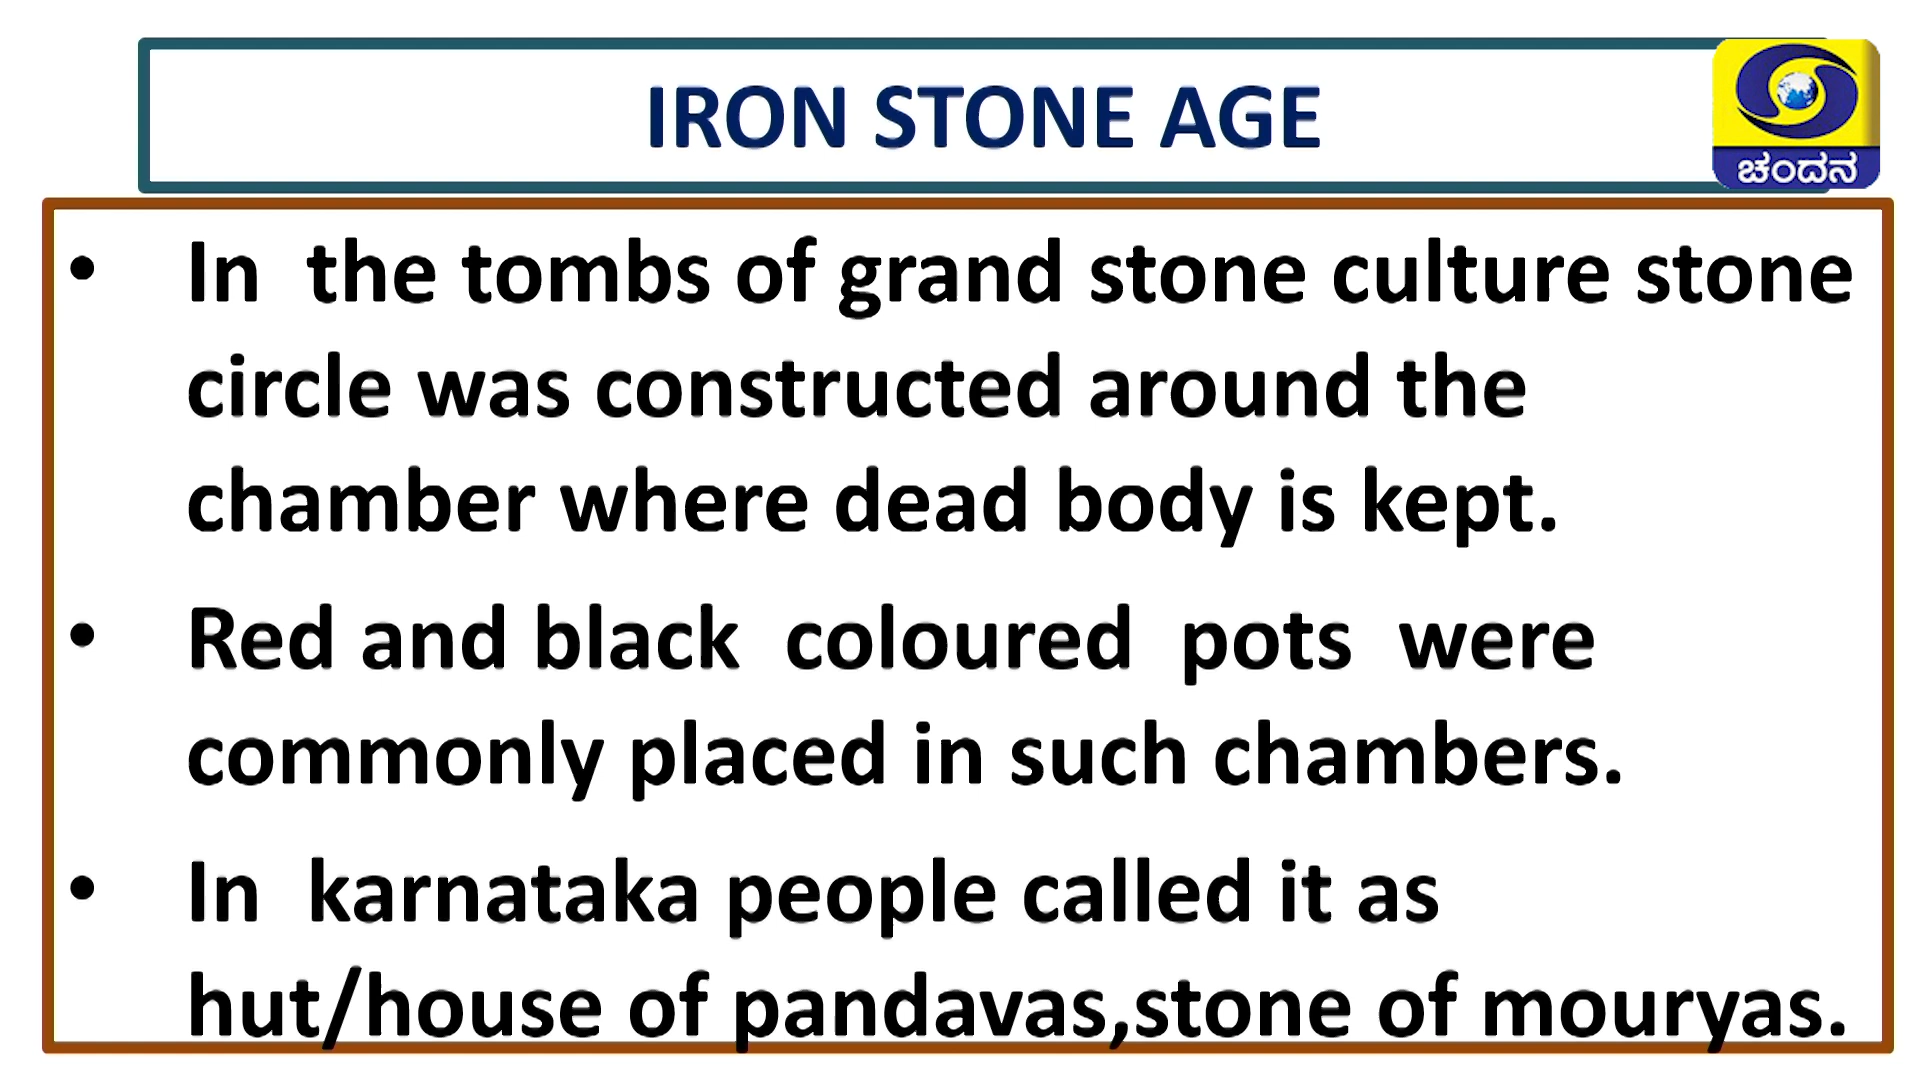 IRON STONE AGE
ಚಂದನ
• In  the tombs of grand stone culture stone
circle was constructed around the
chamber where dead body is kept.
• Red and black  coloured  pots  were
commonly placed in such chambers.
• In  karnataka people called it as
hut/house of pandavas,stone of mouryas.